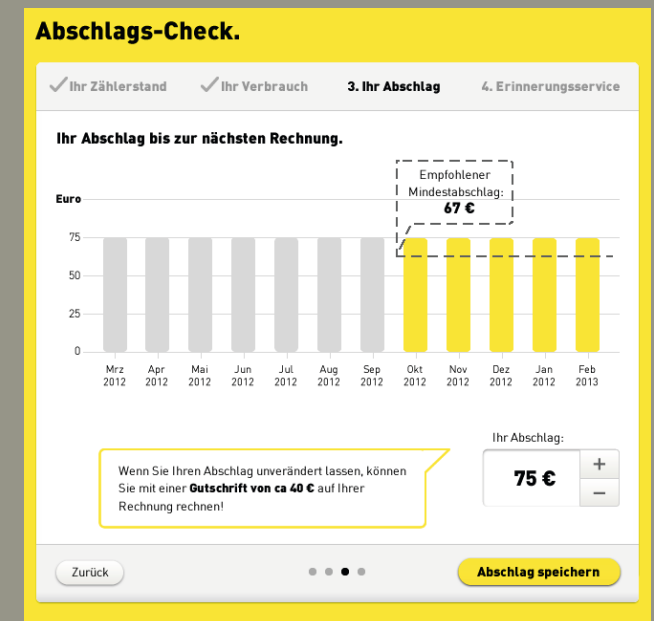 Abschlags-Check.
Ihr Zählerstand
Ihr Verbrauch
3. Ihr Abschlag
4. Erinnerungsservice
Ihr Abschlag bis zur nächsten Rechnung.
Empfohlener
Mindestabschlag:
67 €
Euro
75
50
25
0
Mrz
2012
Apr
2012
Mai
2012
Jun
2012
Jul
2012
Aug
2012
Sep
2012
Okt
2012
Nov
2012
Dez
2012
Jan
2012
Feb
2013
Ihr Abschlag:
75 €
+
−
Wenn Sie Ihren Abschlag unverändert lassen, können
Sie mit einer Gutschrift von ca 40 € auf Ihrer
Rechnung rechnen!
Zurück
Abschlag speichern